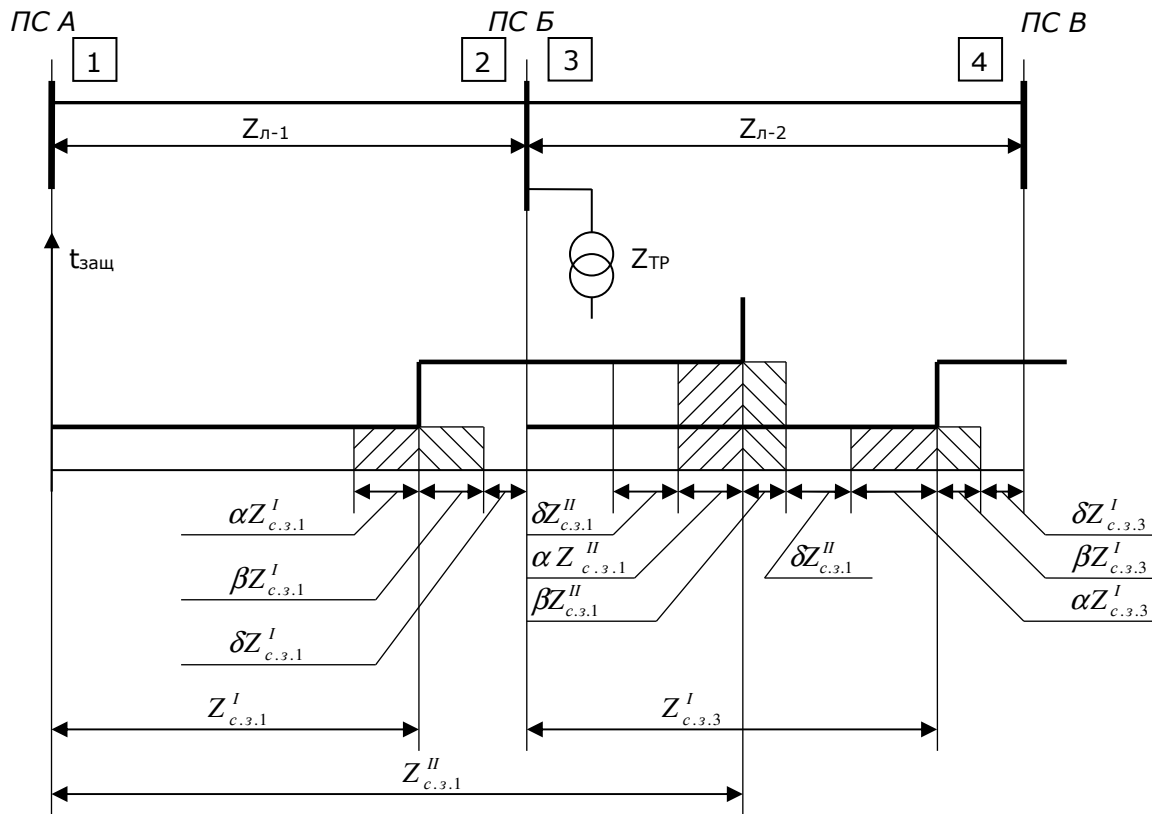 ПС А
ПС Б
ПС В
1
2
3
4
Zл-1
Zл-2
tзащ
ZТР
αZ^I_с.з.1
βZ^I_с.з.1
δZ^I_с.з.1
δZ^II_с.з.1
αZ^II_с.з.1
βZ^II_с.з.1
δZ^II_с.з.1
δZ^I_с.з.3
βZ^I_с.з.3
αZ^I_с.з.3
Z^I_с.з.1
Z^I_с.з.3
Z^II_с.з.1